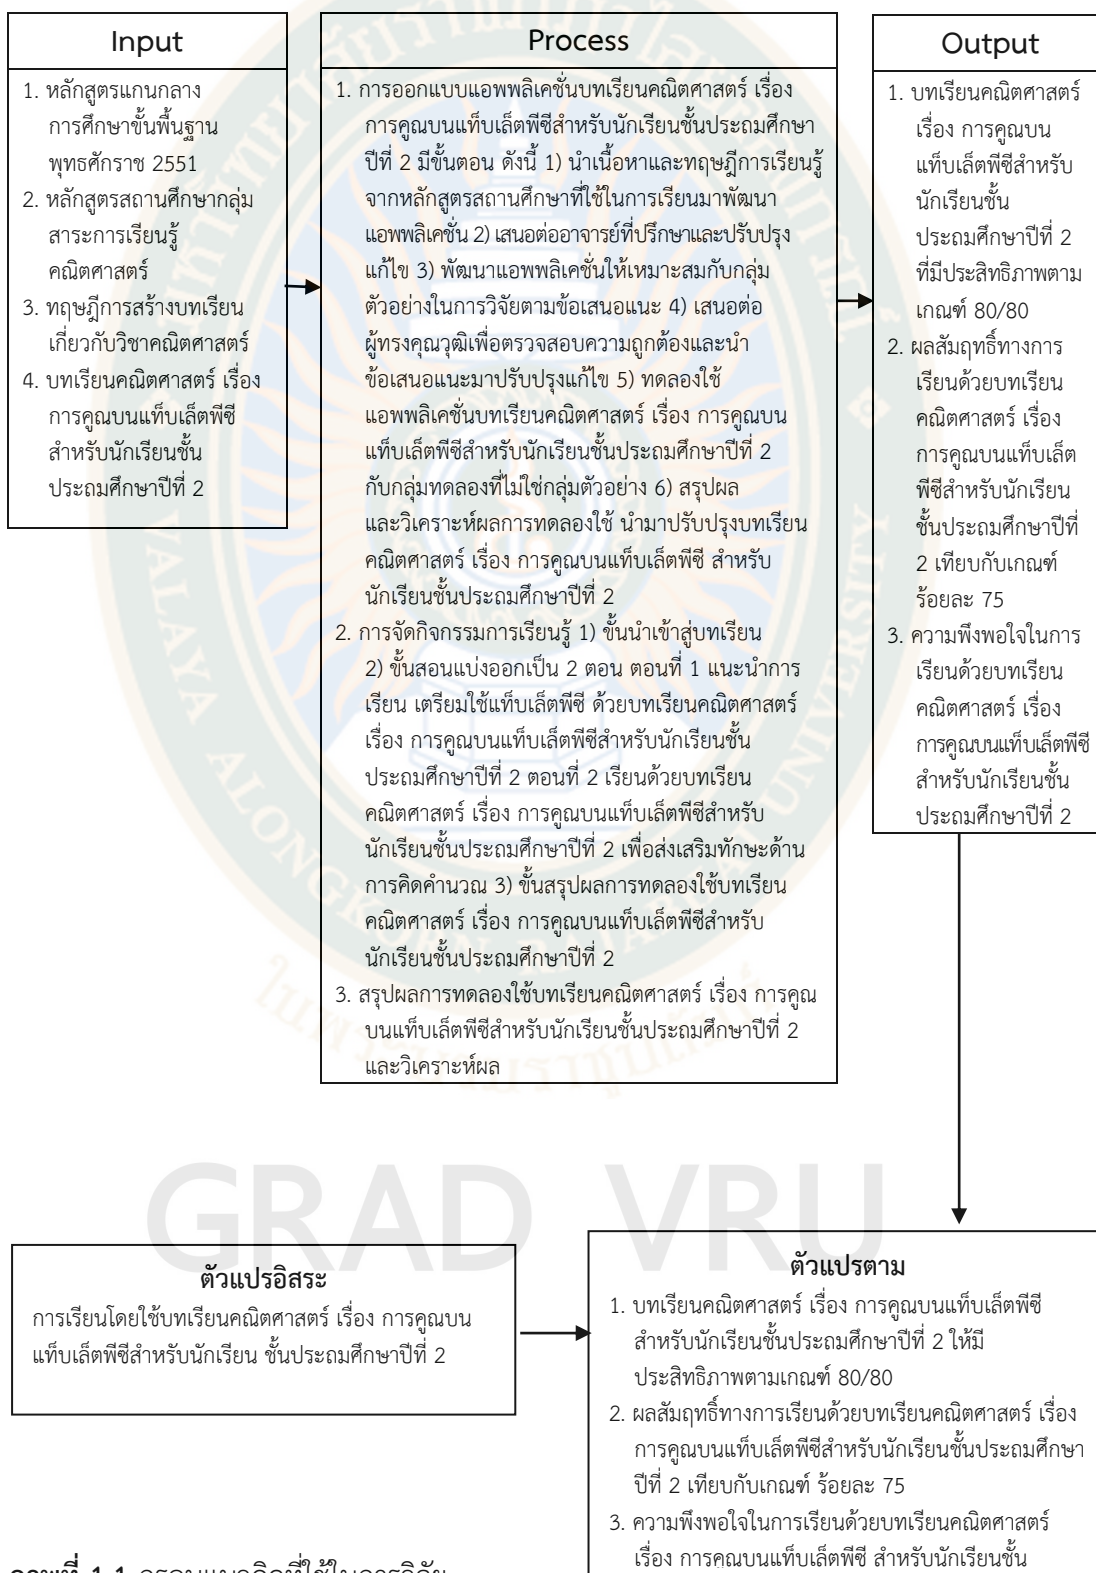 Input
1. หลักสูตรแกนกลาง
การศึกษาขั้นพื้นฐาน
พุทธศักราช 2551
2. หลักสูตรสถานศึกษากลุ่ม
สาระการเรียนรู้
คณิตศาสตร์
3. ทฤษฎีการสร้างบทเรียน
เกี่ยวกับวิชาคณิตศาสตร์
4. บทเรียนคณิตศาสตร์ เรื่อง
การคูณบนแท็บเล็ตพีซี
สำหรับนักเรียนชั้น
ประถมศึกษาปีที่ 2
Process
1. การออกแบบแอพพลิเคชั่นบทเรียนคณิตศาสตร์ เรื่อง
การคูณบนแท็บเล็ตพีซีสำหรับนักเรียนชั้นประถมศึกษา
ปีที่ 2 มีขั้นตอน ดังนี้ 1) นำเนื้อหาและทฤษฎีการเรียนรู้
จากหลักสูตรสถานศึกษาที่ใช้ในการเรียนมาพัฒนา
แอพพลิเคชั่น 2) เสนอต่ออาจารย์ที่ปรึกษาและปรับปรุง
แก้ไข 3) พัฒนาแอพพลิเคชั่นให้เหมาะสมกับกลุ่ม
ตัวอย่างในการวิจัยตามข้อเสนอแนะ 4) เสนอต่อ
ผู้ทรงคุณวุฒิเพื่อตรวจสอบความถูกต้องและนำ
ข้อเสนอแนะมาปรับปรุงแก้ไข 5) ทดลองใช้
แอพพลิเคชั่นบทเรียนคณิตศาสตร์ เรื่อง การคูณบน
แท็บเล็ตพีซีสำหรับนักเรียนชั้นประถมศึกษาปีที่ 2
กับกลุ่มทดลองที่ไม่ใช่กลุ่มตัวอย่าง 6) สรุปผล
และวิเคราะห์ผลการทดลองใช้ นำมาปรับปรุงบทเรียน
คณิตศาสตร์ เรื่อง การคูณบนแท็บเล็ตพีซี สำหรับ
นักเรียนชั้นประถมศึกษาปีที่ 2
2. การจัดกิจกรรมการเรียนรู้ 1) ขั้นนำเข้าสู่บทเรียน
2) ขั้นสอนแบ่งออกเป็น 2 ตอน ตอนที่ 1 แนะนำการ
เรียน เตรียมใช้แท็บเล็ตพีซี ด้วยบทเรียนคณิตศาสตร์
เรื่อง การคูณบนแท็บเล็ตพีซีสำหรับนักเรียนชั้น
ประถมศึกษาปีที่ 2 ตอนที่ 2 เรียนด้วยบทเรียน
คณิตศาสตร์ เรื่อง การคูณบนแท็บเล็ตพีซีสำหรับ
นักเรียนชั้นประถมศึกษาปีที่ 2 เพื่อส่งเสริมทักษะด้าน
การคิดคำนวณ 3) ขั้นสรุปผลการทดลองใช้บทเรียน
คณิตศาสตร์ เรื่อง การคูณบนแท็บเล็ตพีซีสำหรับ
นักเรียนชั้นประถมศึกษาปีที่ 2
3. สรุปผลการทดลองใช้บทเรียนคณิตศาสตร์ เรื่อง การคูณ
บนแท็บเล็ตพีซีสำหรับนักเรียนชั้นประถมศึกษาปีที่ 2
และวิเคราะห์ผล
Output
1. บทเรียนคณิตศาสตร์
เรื่อง การคูณบน
แท็บเล็ตพีซีสำหรับ
นักเรียนชั้น
ประถมศึกษาปีที่ 2
ที่มีประสิทธิภาพตาม
เกณฑ์ 80/80
2. ผลสัมฤทธิ์ทางการ
เรียนด้วยบทเรียน
คณิตศาสตร์ เรื่อง
การคูณบนแท็บเล็ต
พีซีสำหรับนักเรียน
ชั้นประถมศึกษาปีที่
2 เทียบกับเกณฑ์
ร้อยละ 75
3. ความพึงพอใจในการ
เรียนด้วยบทเรียน
คณิตศาสตร์ เรื่อง
การคูณบนแท็บเล็ตพีซี
สำหรับนักเรียนชั้น
ประถมศึกษาปีที่ 2
VALAYA ALONGKORN RAJABHAT UNIVERSITY
ในพระบรมราชูปถัมภ์
GRAD VRU
ตัวแปรอิสระ
การเรียนโดยใช้บทเรียนคณิตศาสตร์ เรื่อง การคูณบน
แท็บเล็ตพีซีสำหรับนักเรียน ชั้นประถมศึกษาปีที่ 2
ตัวแปรตาม
1. บทเรียนคณิตศาสตร์ เรื่อง การคูณบนแท็บเล็ตพีซี
สำหรับนักเรียนชั้นประถมศึกษาปีที่ 2 ให้มี
ประสิทธิภาพตามเกณฑ์ 80/80
2. ผลสัมฤทธิ์ทางการเรียนด้วยบทเรียนคณิตศาสตร์ เรื่อง
การคูณบนแท็บเล็ตพีซีสำหรับนักเรียนชั้นประถมศึกษา
ปีที่ 2 เทียบกับเกณฑ์ ร้อยละ 75
3. ความพึงพอใจในการเรียนด้วยบทเรียนคณิตศาสตร์
เรื่อง การคูณบนแท็บเล็ตพีซี สำหรับนักเรียนชั้น
ภาพที่ 1.1 กรอบแนวคิดที่ใช้ในการวิจัย